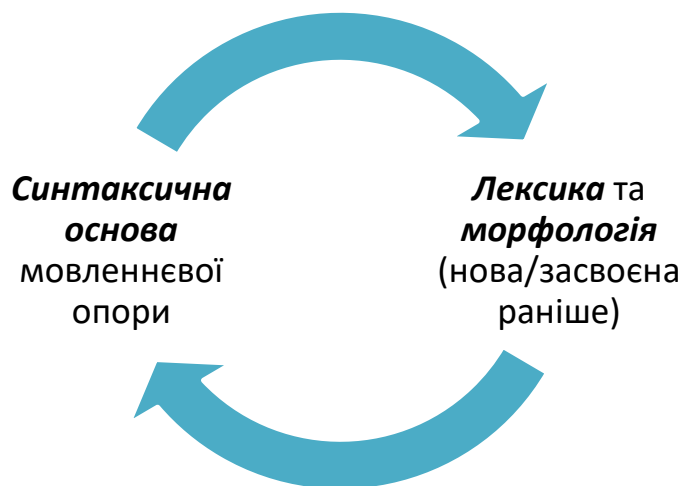 Синтаксична
основа
мовленнєвої
опори
Лексика та
морфологія
(нова/засвоєна
раніше)